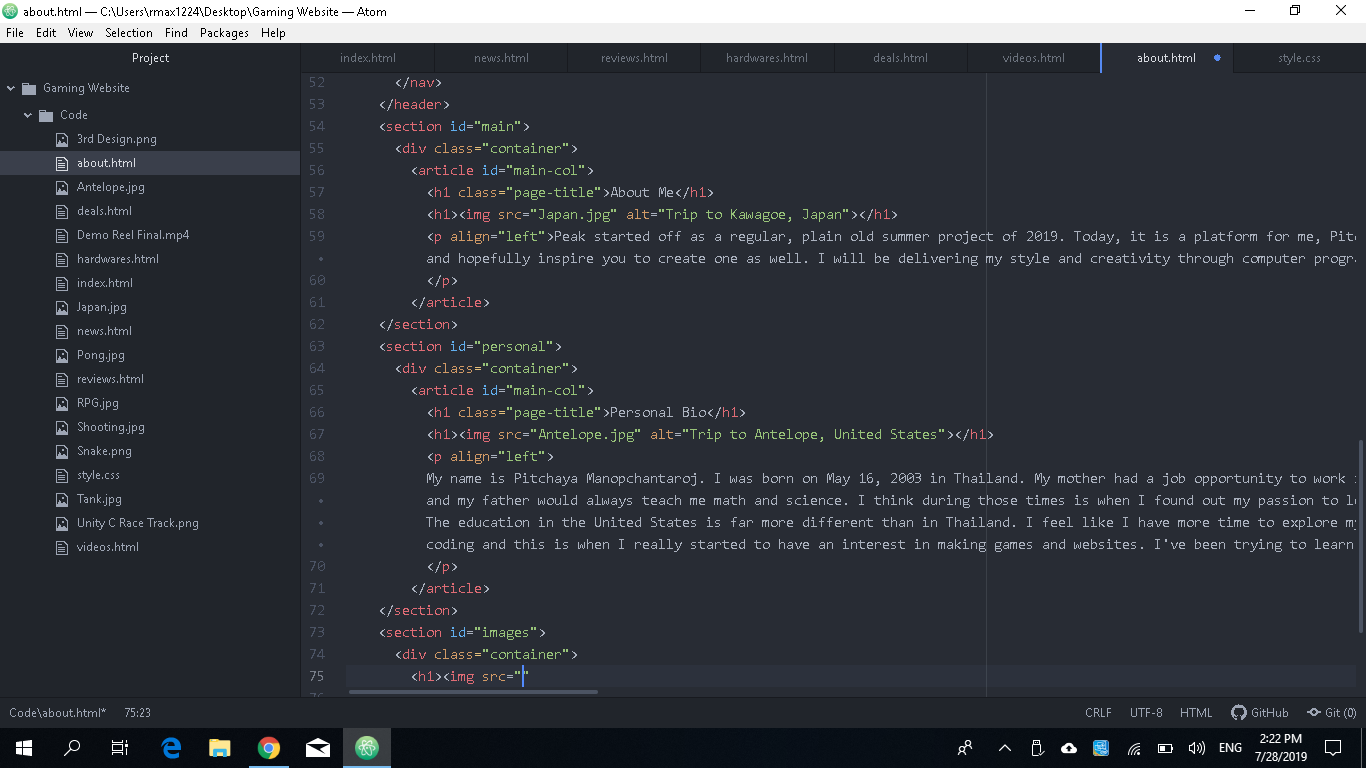 about.html — C:\Users\rmax1224\Desktop\Gaming Website — Atom
File Edit View Selection Find Packages Help
Project
index.html news.html reviews.html hardwares.html deals.html videos.html about.html style.css
Gaming Website
Code
3rd Design.png
about.html
Antelope.jpg
deals.html
Demo Reel Final.mp4
hardwares.html
index.html
Japan.jpg
news.html
Pong.jpg
reviews.html
RPG.jpg
Shooting.jpg
Snake.png
style.css
Tank.jpg
Unity C Race Track.png
videos.html
52 </nav>
53 </header>
54 <section id="main">
55 <div class="container">
56 <article id="main-col">
57 <h1 class="page-title">About Me</h1>
58 <h1><img src="Japan.jpg" alt="Trip to Kawagoe, Japan"></h1>
59 <p align="left">Peak started off as a regular, plain old summer project of 2019. Today, it is a platform for me,
• and hopefully inspire you to create one as well. I will be delivering my style and creativity through computer
60 </p>
61 </article>
62 </section>
63 <section id="personal">
64 <div class="container">
65 <article id="main-col">
66 <h1 class="page-title">Personal Bio</h1>
67 <h1><img src="Antelope.jpg" alt="Trip to Antelope, United States"></h1>
68 <p align="left">
69 My name is Pitchaya Manopchantaroj. I was born on May 16, 2003 in Thailand. My mother had a job opportunity to work
• and my father would always teach me math and science. I think during those times is when I found out my passion to
• The education in the United States is far more different than in Thailand. I feel like I have more time to explore my
• coding and this is when I really started to have an interest in making games and websites. I've been trying to learn
70 </p>
71 </article>
72 </section>
73 <section id="images">
74 <div class="container">
75 <h1><img src=""
Code\about.html* 75:23 CRLF UTF-8 HTML GitHub Git (0)
ENG 2:22 PM
7/28/2019